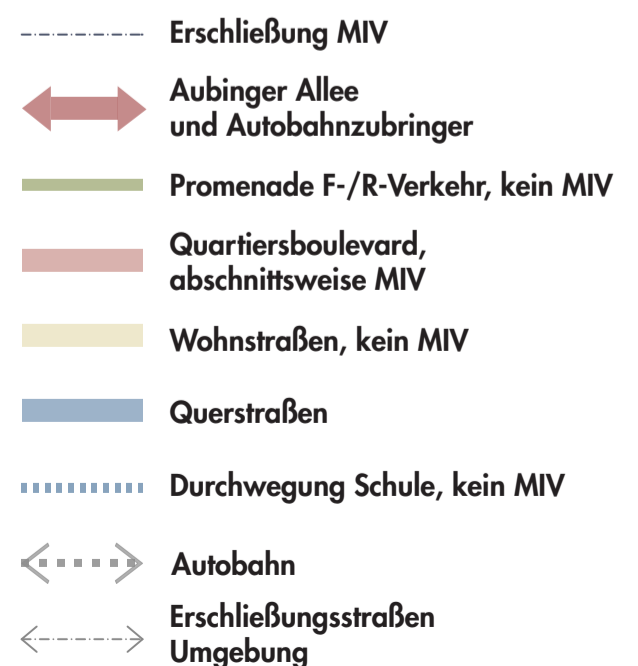 Erschließung MIV
Aubinger Allee
und Autobahnzubringer
Promenade F-/R-Verkehr, kein MIV
Quartiersboulevard,
abschnittsweise MIV
Wohnstraßen, kein MIV
Querstraßen
Durchwegung Schule, kein MIV
Autobahn
Erschließungsstraßen
Umgebung